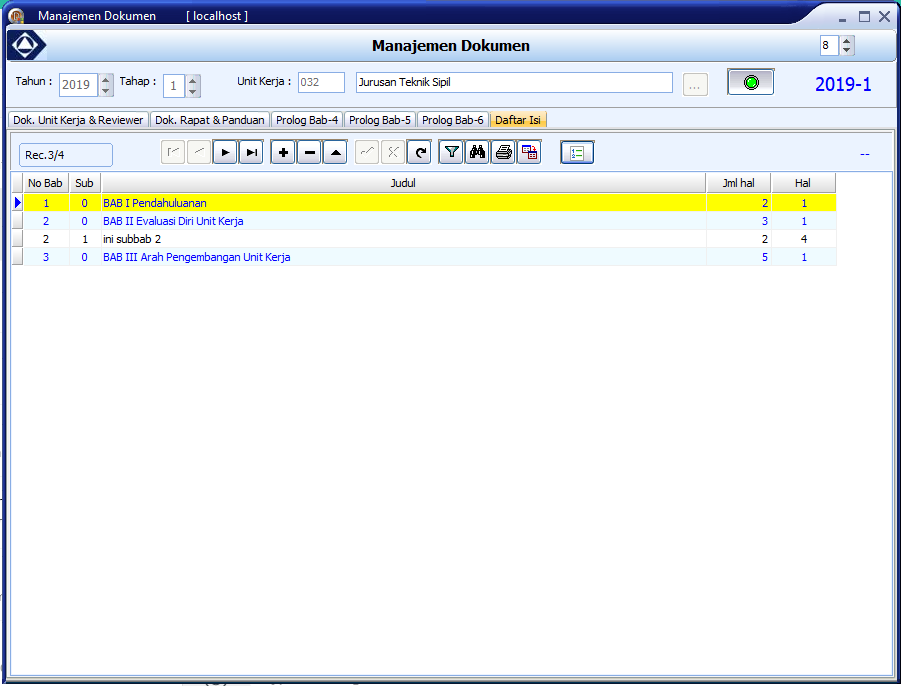 Manajemen Dokumen [ localhost ]
Manajemen Dokumen
8
Tahun : 2019 Tahap : 1 Unit Kerja : 032 Jurusan Teknik Sipil ... 2019-1
Dok. Unit Kerja & Reviewer Dok. Rapat & Panduan Prolog Bab-4 Prolog Bab-5 Prolog Bab-6 Daftar Isi
Rec.3/4 --
No Bab Sub Judul Jml hal Hal
1 0 BAB I Pendahuluanan 2 1
2 0 BAB II Evaluasi Diri Unit Kerja 3 1
2 1 ini subbab 2 2 4
3 0 BAB III Arah Pengembangan Unit Kerja 5 1